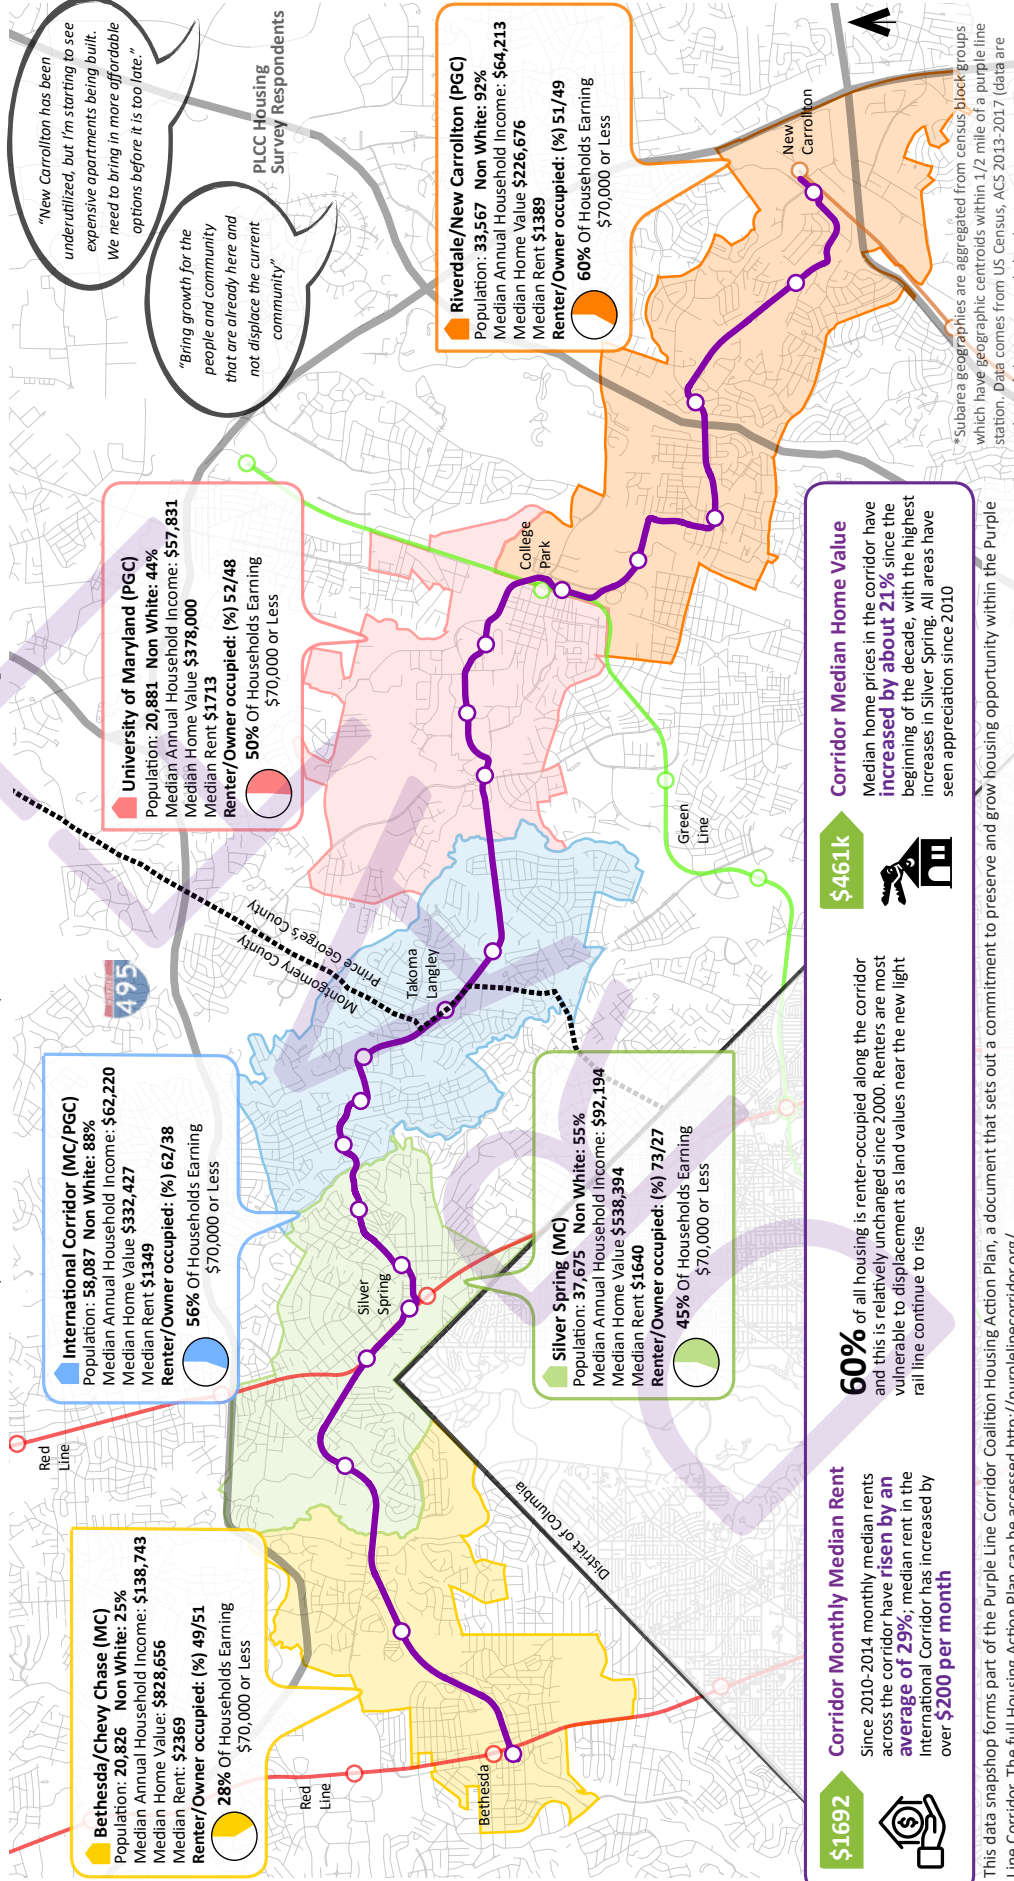 "New Carrollton has been
underutilized, but I'm starting to see
expensive aportments being built.
We need to bring in more affordable
options before it is too late."
"Bring growth for the
people and community
that are already here and
not displace the current
community"
PLCC Housing
Survey Respondents
Bethesda/Chevy Chase (MC)
Population: 20,826 Non White: 25%
Median Annual Household Income: $138,743
Median Home Value: $828,656
Median Rent: $2369
Renter/Owner occupied: (%) 49/51
28% Of Households Earning
$70,000 or Less
International Corridor (MC/PGC)
Population: 58,087 Non White: 88%
Median Annual Household Income: $62,220
Median Home Value $332,427
Median Rent $1349
Renter/Owner occupied: (%) 62/38
56% Of Households Earning
$70,000 or Less
University of Maryland (PGC)
Population: 20,881 Non White: 44%
Median Annual Household Income: $57,831
Median Home Value $378,000
Median Rent $1713
Renter/Owner occupied: (%) 52/48
50% Of Households Earning
$70,000 or Less
Riverdale/New Carrollton (PGC)
Population: 33,567 Non White: 92%
Median Annual Household Income: $64,213
Median Home Value $226,676
Median Rent $1389
Renter/Owner occupied: (%) 51/49
60% Of Households Earning
$70,000 or Less
Silver Spring (MC)
Population: 37,675 Non White: 55%
Median Annual Household Income: $92,194
Median Home Value $538,394
Median Rent $1640
Renter/Owner occupied: (%) 73/27
45% Of Households Earning
$70,000 or Less
Red
Line
Red
Line
Bethesda
Silver
Spring
495
Montgomery County
Prince George's County
Takoma
Langley
College
Park
Green
Line
New
Carrollton
District of Columbia
DRAFT
$1692
Corridor Monthly Median Rent
Since 2010-2014 monthly median rents
across the corridor have risen by an
average of 29%; median rent in the
International Corridor has increased by
over $200 per month
60% of all housing is renter-occupied along the corridor
and this is relatively unchanged since 2000. Renters are most
vulnerable to displacement as land values near the new light
rail line continue to rise
$461k
Corridor Median Home Value
Median home prices in the corridor have
increased by about 21% since the
beginning of the decade, with the highest
increases in Silver Spring. All areas have
seen appreciation since 2010
*Subarea geographies are aggregated from census block groups
which have geographic centroids within 1/2 mile of a purple line
station. Data comes from US Census, ACS 2013-2017 (data are
This data snapshot forms part of the Purple Line Corridor Coalition Housing Action Plan, a document that sets out a commitment to preserve and grow housing opportunity within the Purple
Line Corridor. The full Housing Action Plan can be accessed http://purplelinecorridor.org/